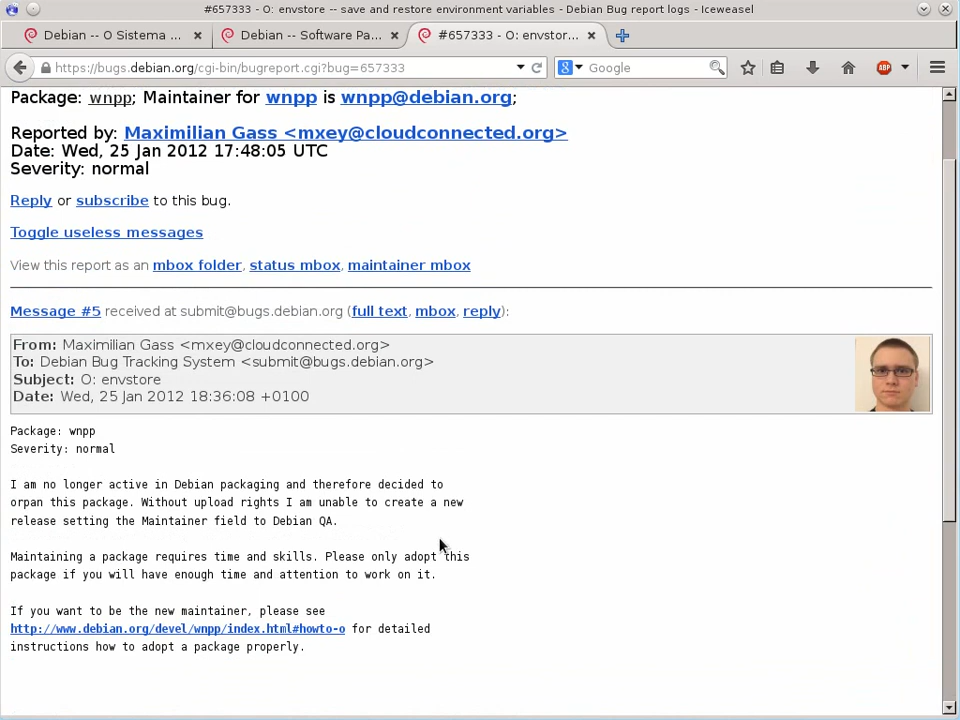 #657333 - O: envstore -- save and restore environment variables - Debian Bug report logs - Iceweasel
Debian -- O Sistema ...
Debian -- Software Pa...
#657333 - O: envstor...
https://bugs.debian.org/cgi-bin/bugreport.cgi?bug=657333
Google
ABP
Package: wnpp; Maintainer for wnpp is wnpp@debian.org;
Reported by: Maximilian Gass <mxey@cloudconnected.org>
Date: Wed, 25 Jan 2012 17:48:05 UTC
Severity: normal
Reply or subscribe to this bug.
Toggle useless messages
View this report as an mbox folder, status mbox, maintainer mbox
Message #5 received at submit@bugs.debian.org (full text, mbox, reply):
From: Maximilian Gass <mxey@cloudconnected.org>
To: Debian Bug Tracking System <submit@bugs.debian.org>
Subject: O: envstore
Date: Wed, 25 Jan 2012 18:36:08 +0100
Package: wnpp
Severity: normal
I am no longer active in Debian packaging and therefore decided to
orpan this package. Without upload rights I am unable to create a new
release setting the Maintainer field to Debian QA.
Maintaining a package requires time and skills. Please only adopt this
package if you will have enough time and attention to work on it.
If you want to be the new maintainer, please see
http://www.debian.org/devel/wnpp/index.html#howto-o for detailed
instructions how to adopt a package properly.